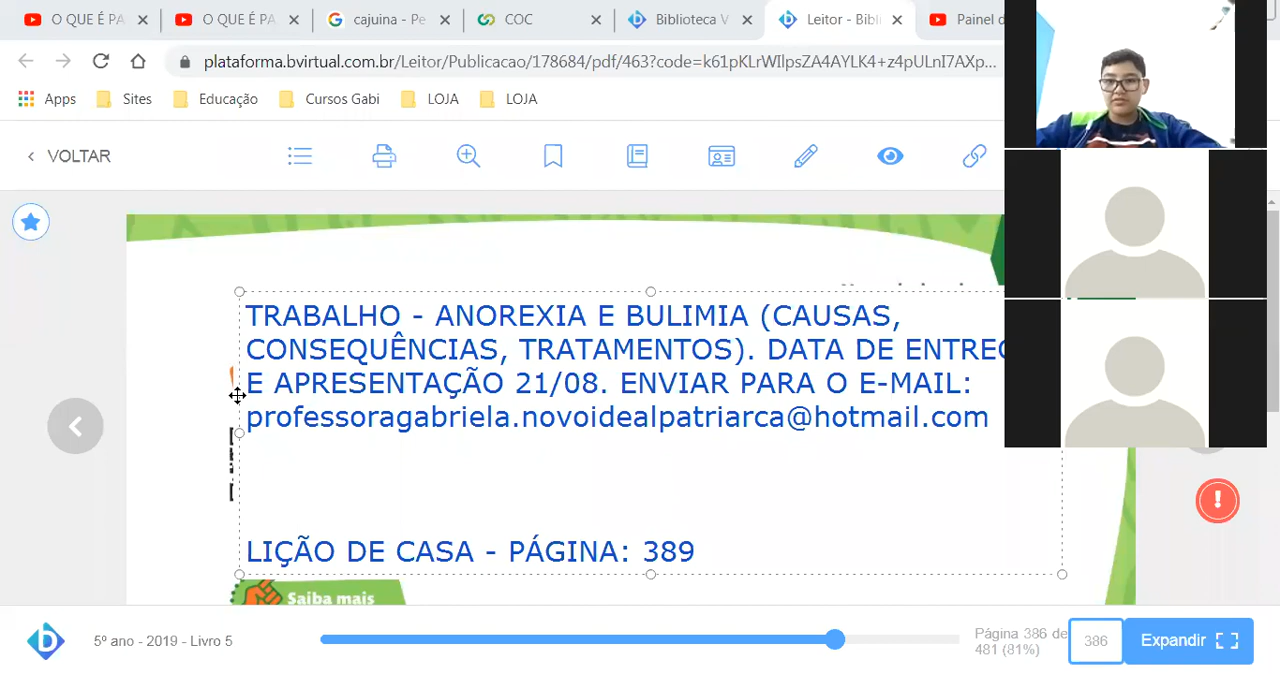 O QUE É PA
O QUE É PA
cajuina - Pe
COC
Biblioteca V
Leitor - Bibl
Painel d
plataforma.bvirtual.com.br/Leitor/Publicacao/178684/pdf/463?code=k61pKLrWIlpsZA4AYLK4+z4pULnI7AXp...
Apps
Sites
Educação
Cursos Gabi
LOJA
LOJA
VOLTAR
TRABALHO - ANOREXIA E BULIMIA (CAUSAS,
CONSEQUÊNCIAS, TRATAMENTOS). DATA DE ENTREG
E APRESENTAÇÃO 21/08. ENVIAR PARA O E-MAIL:
professoragabriela.novoidealpatriarca@hotmail.com
LIÇÃO DE CASA - PÁGINA: 389
Saiba mais
5º ano - 2019 - Livro 5
Página 386 de
481 (81%)
386
Expandir